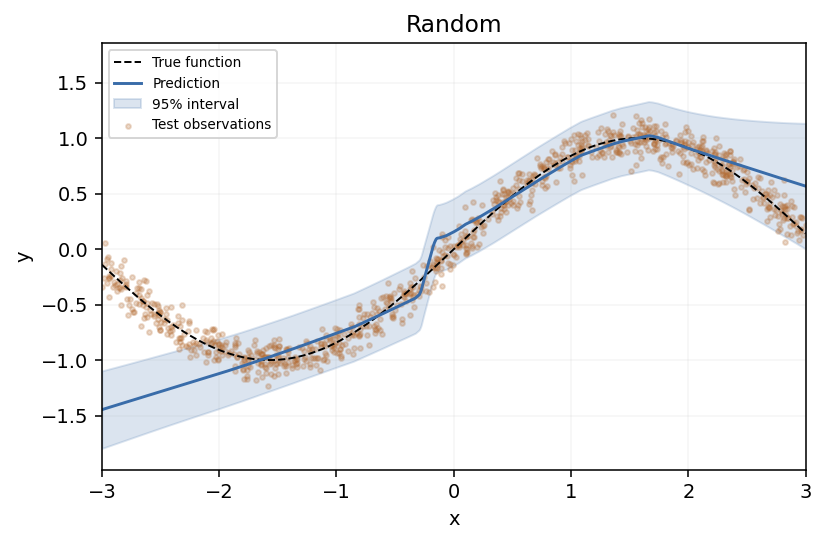 Random
True function
Prediction
95% interval
Test observations
1.5
1.0
0.5
0.0
−0.5
−1.0
−1.5
y
−3
−2
−1
0
1
2
3
x